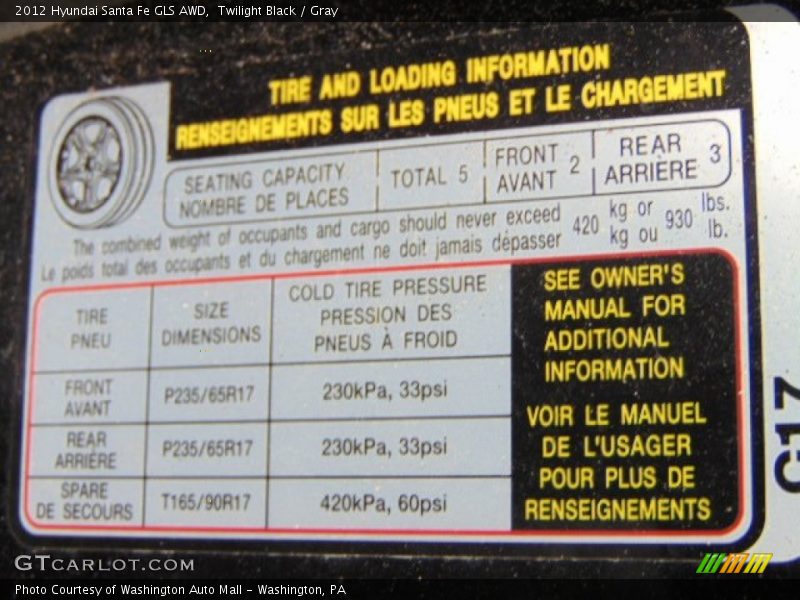 2012 Hyundai Santa Fe GLS AWD,  Twilight Black / Gray
TIRE AND LOADING INFORMATION
RENSEIGNEMENTS SUR LES PNEUS ET LE CHARGEMENT
SEATING CAPACITY
NOMBRE DE PLACES
TOTAL 5
FRONT
AVANT 2
REAR
ARRIÈRE 3
The combined weight of occupants and cargo should never exceed 420 kg or 930 lbs.
Le poids total des occupants et du chargement ne doit jamais dépasser kg ou lb.
TIRE
PNEU
SIZE
DIMENSIONS
COLD TIRE PRESSURE
PRESSION DES
PNEUS À FROID
FRONT
AVANT
P235/65R17
230kPa, 33psi
REAR
ARRIÈRE
P235/65R17
230kPa, 33psi
SPARE
DE SECOURS
T165/90R17
420kPa, 60psi
SEE OWNER'S
MANUAL FOR
ADDITIONAL
INFORMATION
VOIR LE MANUEL
DE L'USAGER
POUR PLUS DE
RENSEIGNEMENTS
GTCARLOT.COM
Photo Courtesy of Washington Auto Mall - Washington, PA